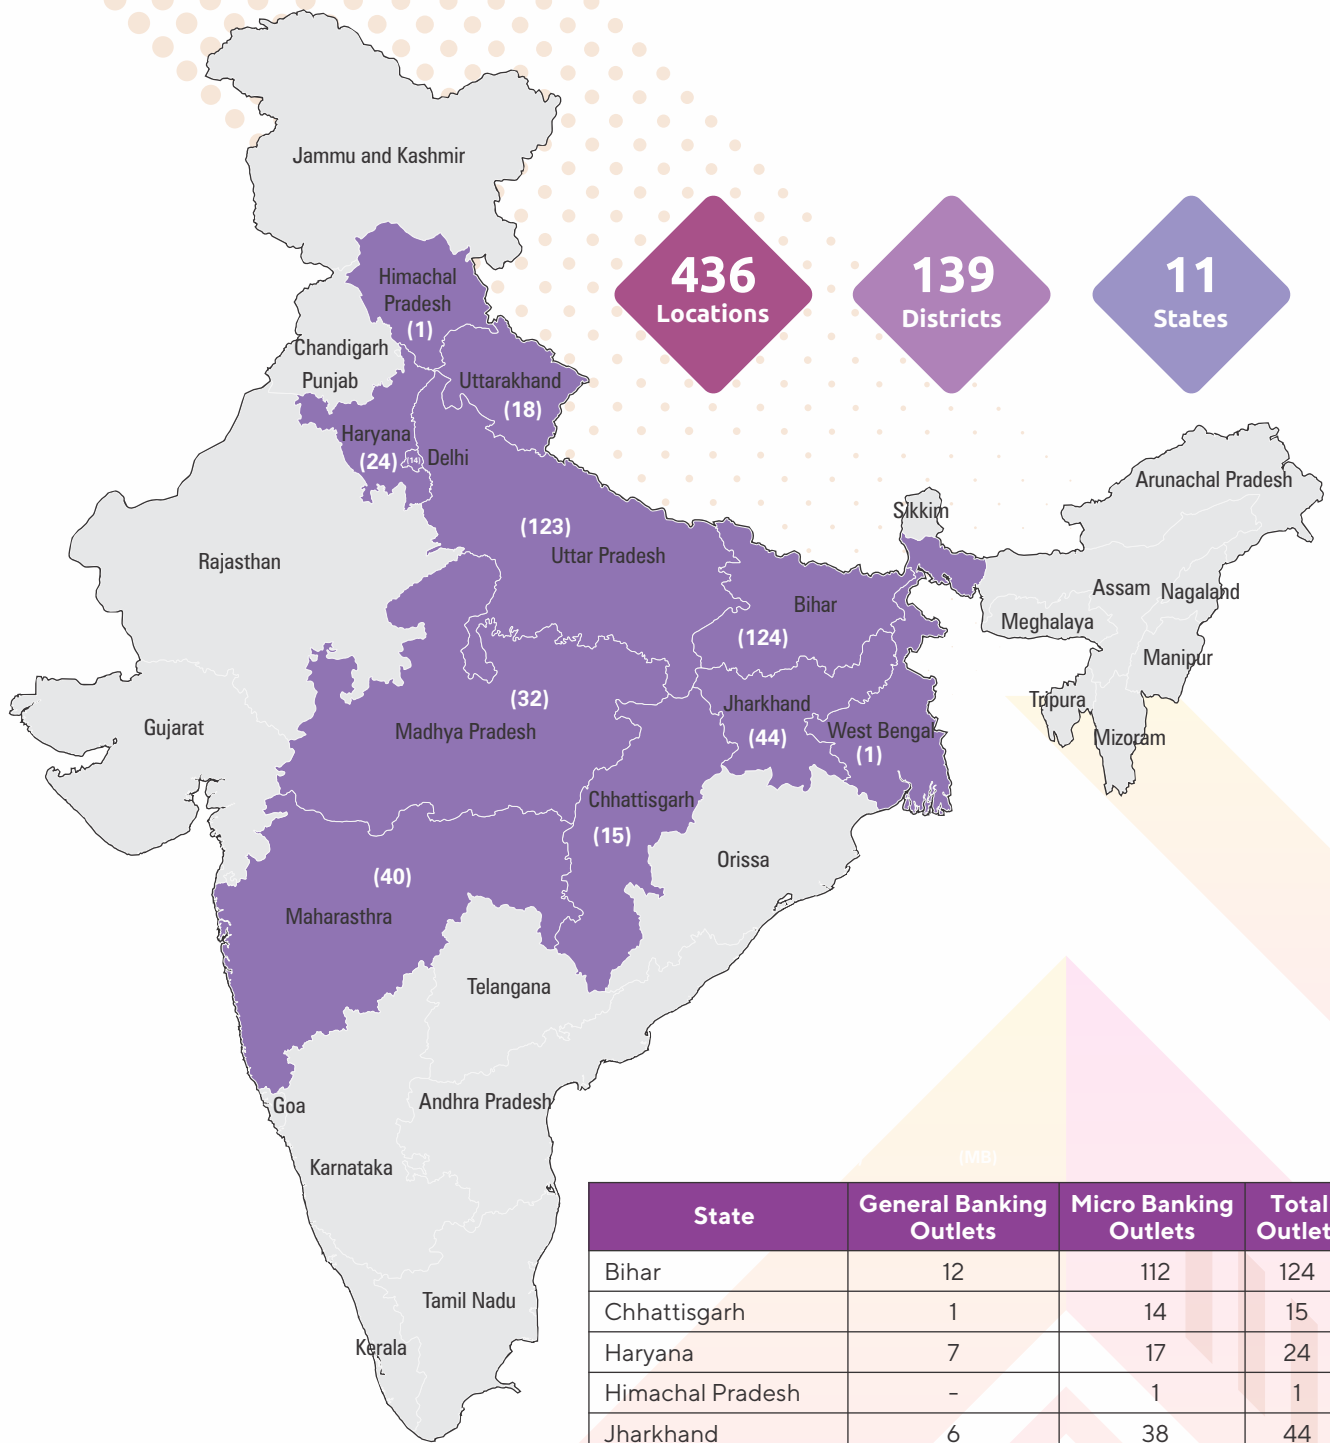 Jammu and Kashmir
436
Locations
139
Districts
11
States
Himachal
Pradesh
(1)
Chandigarh
Punjab
Uttarakhand
(18)
Haryana
(24)
(14)
Delhi
(123)
Uttar Pradesh
Rajasthan
Sikkim
Arunachal Pradesh
Assam
Nagaland
Meghalaya
Manipur
Tripura
Mizoram
Bihar
(124)
Gujarat
(32)
Madhya Pradesh
Jharkhand
(44)
West Bengal
(1)
Chhattisgarh
(15)
Orissa
(40)
Maharasthra
Telangana
Goa
Andhra Pradesh
Karnataka
Tamil Nadu
Kerala
(MB)
State General Banking Outlets Micro Banking Outlets Total Outlet
Bihar 12 112 124
Chhattisgarh 1 14 15
Haryana 7 17 24
Himachal Pradesh - 1 1
Jharkhand 6 38 44